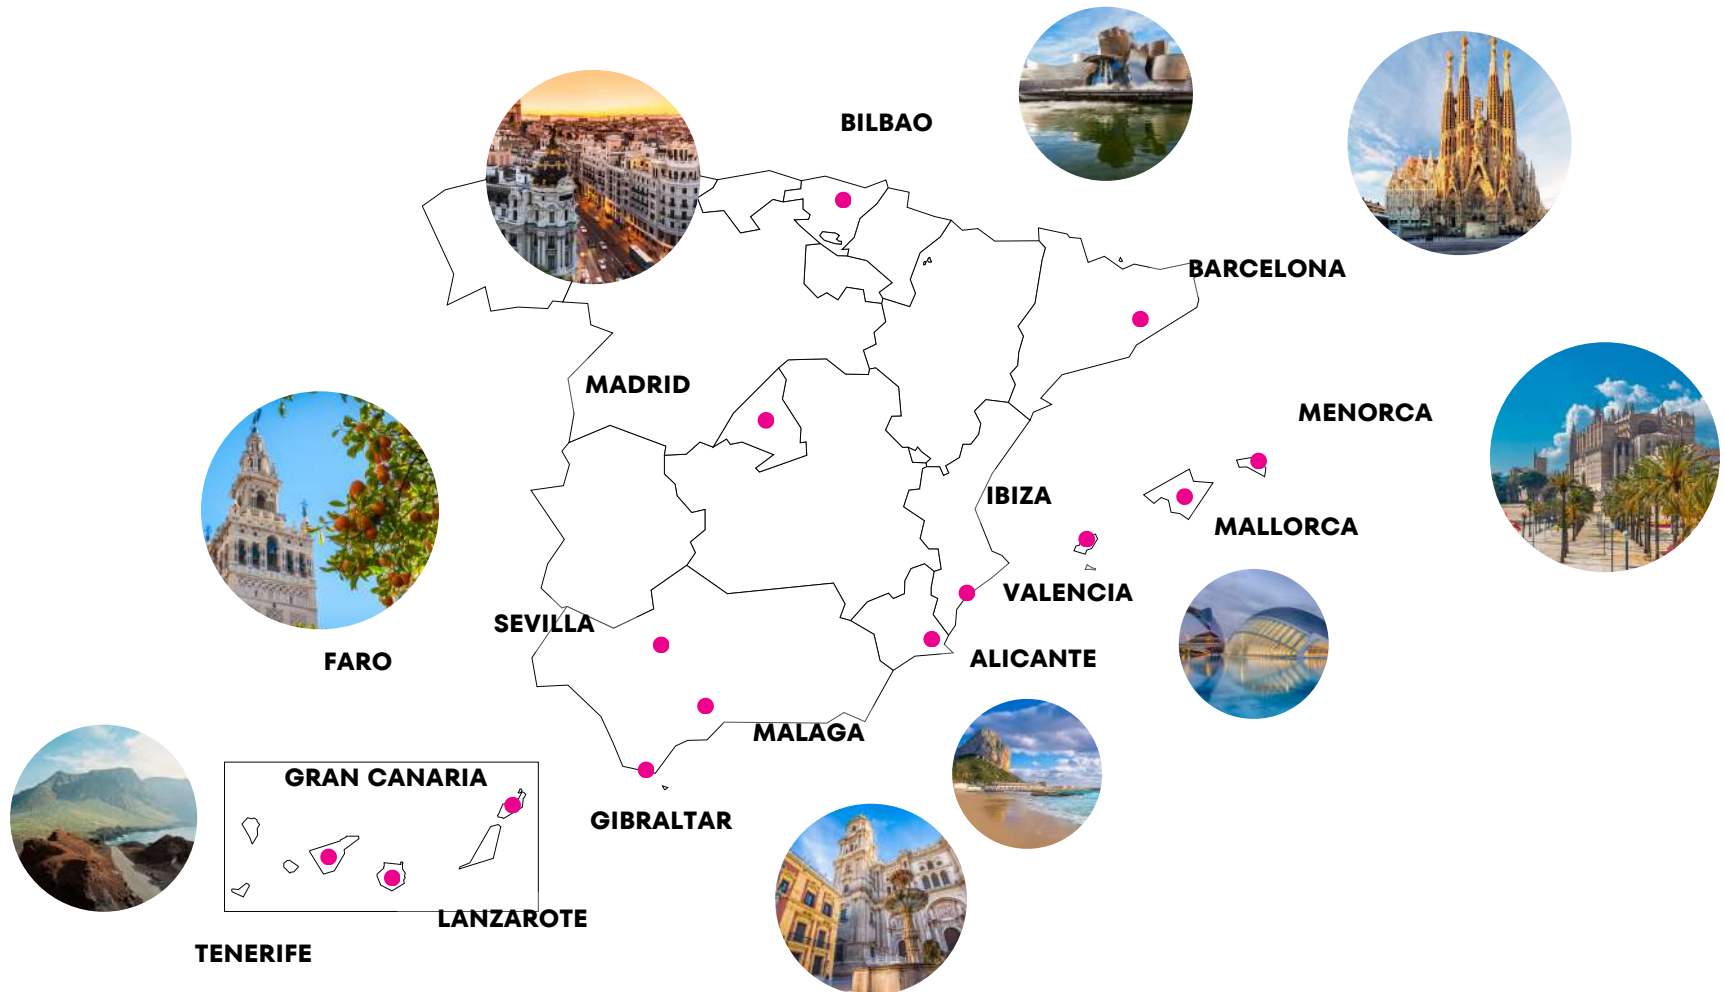 BILBAO
BARCELONA
MADRID
MENORCA
IBIZA
MALLORCA
VALENCIA
SEVILLA
FARO
ALICANTE
MALAGA
GRAN CANARIA
GIBRALTAR
LANZAROTE
TENERIFE